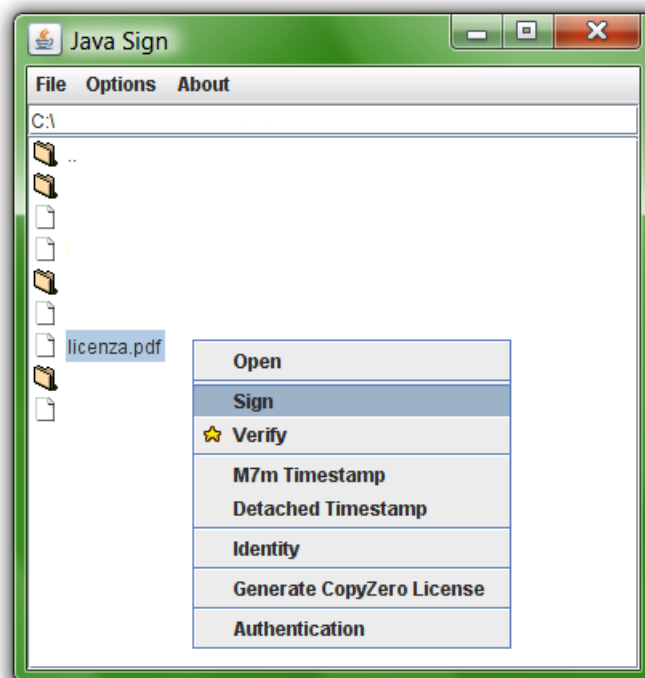 Java Sign
File Options About
C:\
..
licenza.pdf
Open
Sign
Verify
M7m Timestamp
Detached Timestamp
Identity
Generate CopyZero License
Authentication